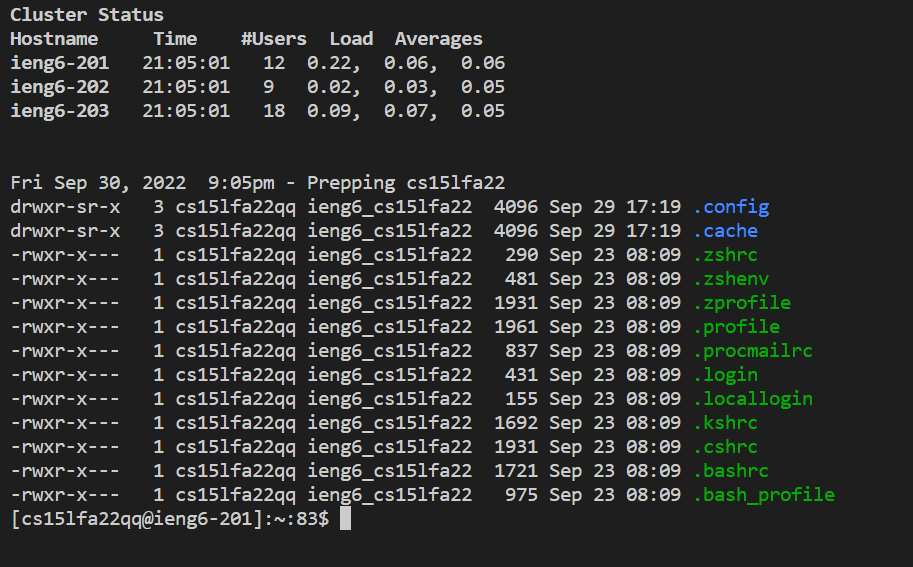 Cluster Status
Hostname     Time    #Users  Load  Averages
ieng6-201   21:05:01   12  0.22,  0.06,  0.06
ieng6-202   21:05:01   9   0.02,  0.03,  0.05
ieng6-203   21:05:01   18  0.09,  0.07,  0.05
Fri Sep 30, 2022  9:05pm - Prepping cs15lfa22
drwxr-sr-x   3 cs15lfa22qq ieng6_cs15lfa22  4096 Sep 29 17:19 .config
drwxr-sr-x   3 cs15lfa22qq ieng6_cs15lfa22  4096 Sep 29 17:19 .cache
-rwxr-x---   1 cs15lfa22qq ieng6_cs15lfa22   290 Sep 23 08:09 .zshrc
-rwxr-x---   1 cs15lfa22qq ieng6_cs15lfa22   481 Sep 23 08:09 .zshenv
-rwxr-x---   1 cs15lfa22qq ieng6_cs15lfa22  1931 Sep 23 08:09 .zprofile
-rwxr-x---   1 cs15lfa22qq ieng6_cs15lfa22  1961 Sep 23 08:09 .profile
-rwxr-x---   1 cs15lfa22qq ieng6_cs15lfa22   837 Sep 23 08:09 .procmailrc
-rwxr-x---   1 cs15lfa22qq ieng6_cs15lfa22   431 Sep 23 08:09 .login
-rwxr-x---   1 cs15lfa22qq ieng6_cs15lfa22   155 Sep 23 08:09 .locallogin
-rwxr-x---   1 cs15lfa22qq ieng6_cs15lfa22  1692 Sep 23 08:09 .kshrc
-rwxr-x---   1 cs15lfa22qq ieng6_cs15lfa22  1931 Sep 23 08:09 .cshrc
-rwxr-x---   1 cs15lfa22qq ieng6_cs15lfa22  1721 Sep 23 08:09 .bashrc
-rwxr-x---   1 cs15lfa22qq ieng6_cs15lfa22   975 Sep 23 08:09 .bash_profile
[cs15lfa22qq@ieng6-201]:~:83$